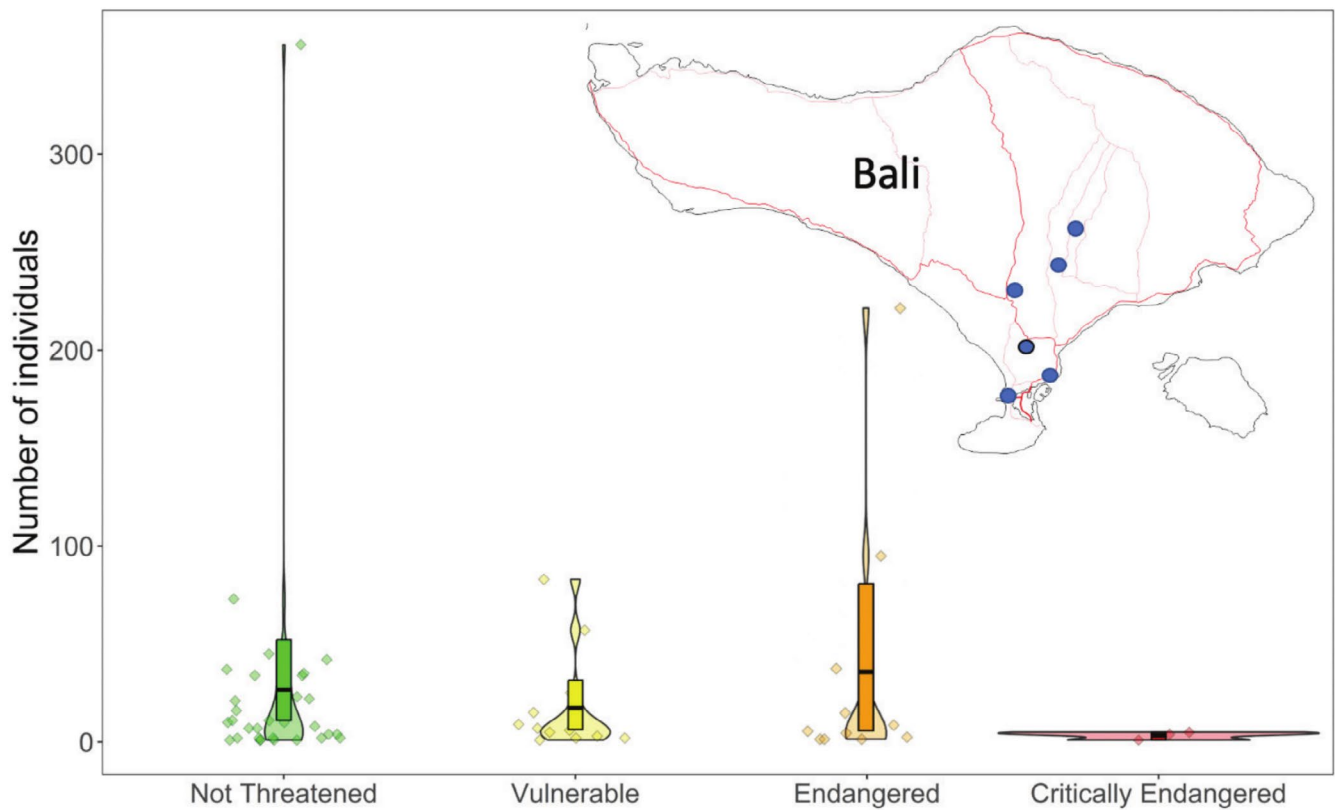 Number of individuals
300
200
100
0
Bali
Not Threatened
Vulnerable
Endangered
Critically Endangered